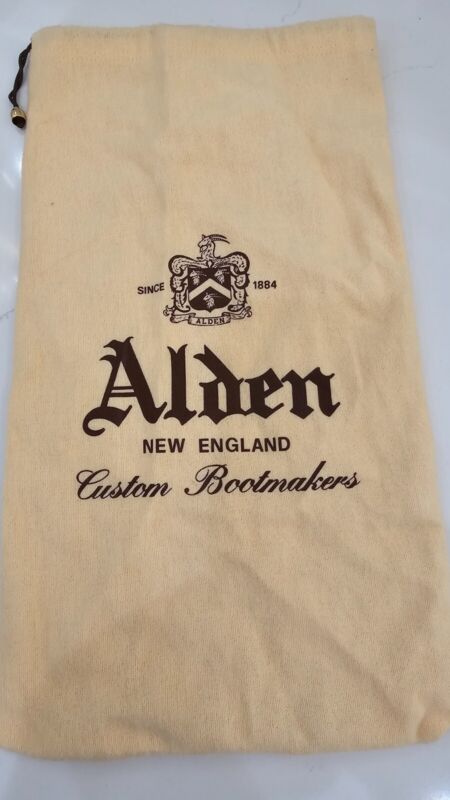 SINCE 1884
ALDEN
Alden
NEW ENGLAND
Custom Bootmakers